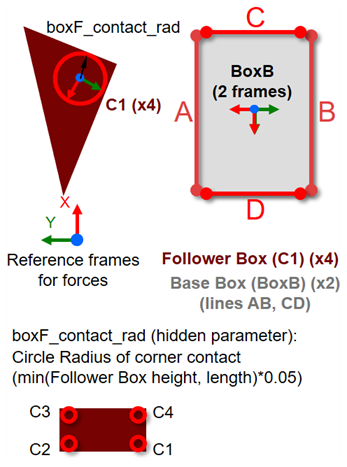 boxF_contact_rad
C1 (x4)
C
BoxB
(2 frames)
A
B
D
X
Y
Reference frames
for forces
Follower Box (C1) (x4)
Base Box (BoxB) (x2)
(lines AB, CD)
boxF_contact_rad (hidden parameter):
Circle Radius of corner contact
(min(Follower Box height, length)*0.05)
C3
C4
C2
C1